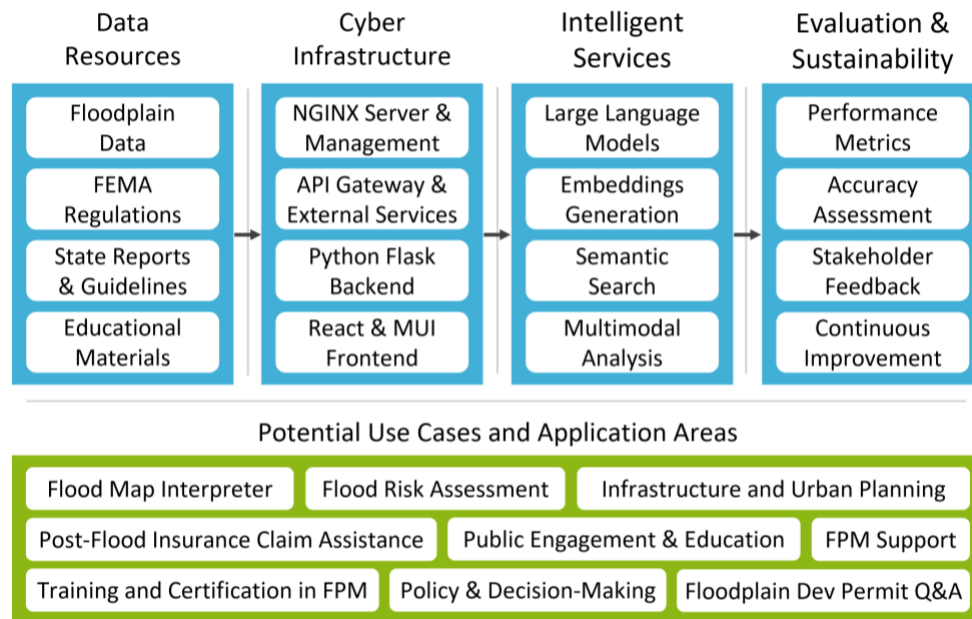 Data
Resources
Cyber
Infrastructure
Intelligent
Services
Evaluation &
Sustainability
Floodplain
Data
FEMA
Regulations
State Reports
& Guidelines
Educational
Materials
NGINX Server &
Management
API Gateway &
External Services
Python Flask
Backend
React & MUI
Frontend
Large Language
Models
Embeddings
Generation
Semantic
Search
Multimodal
Analysis
Performance
Metrics
Accuracy
Assessment
Stakeholder
Feedback
Continuous
Improvement
Potential Use Cases and Application Areas
Flood Map Interpreter
Flood Risk Assessment
Infrastructure and Urban Planning
Post-Flood Insurance Claim Assistance
Public Engagement & Education
FPM Support
Training and Certification in FPM
Policy & Decision-Making
Floodplain Dev Permit Q&A